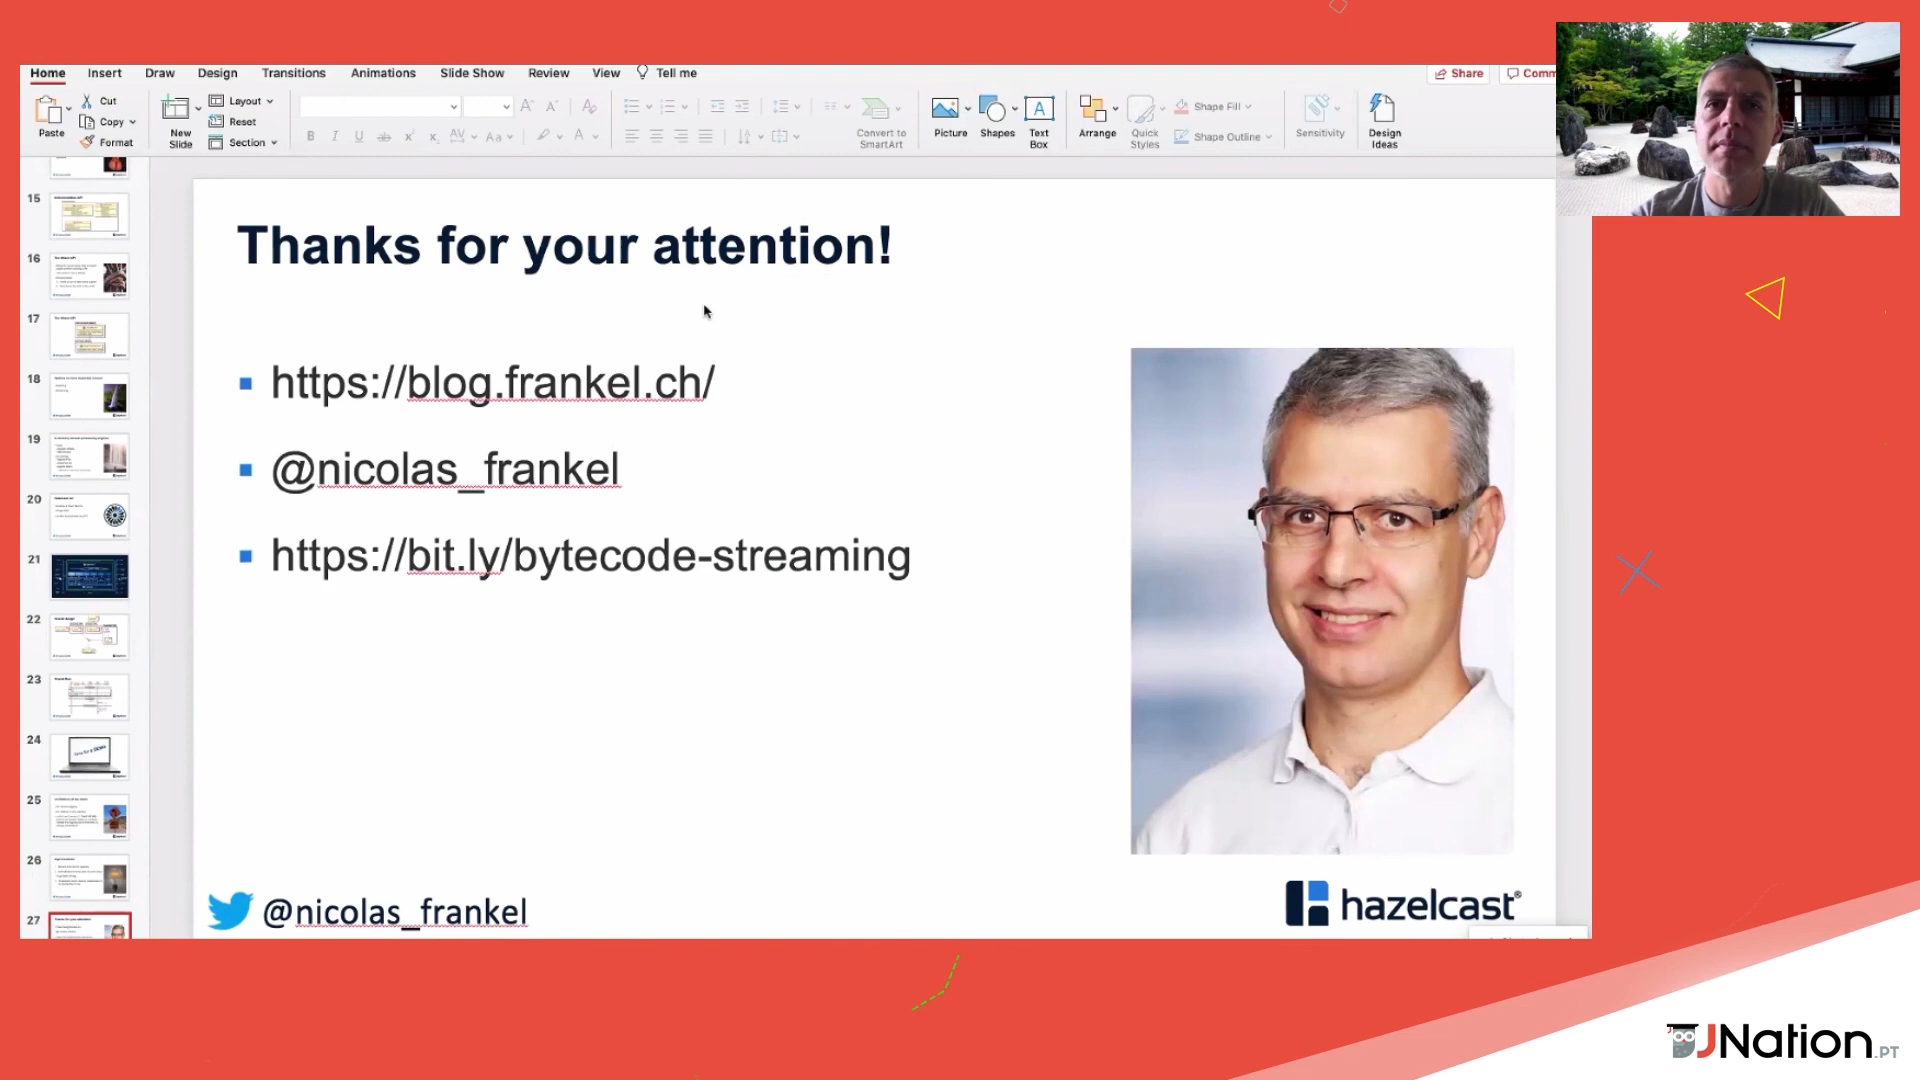 Home Insert Draw Design Transitions Animations Slide Show Review View Tell me Share Comm
Paste Cut Copy Format New Slide Layout Reset Section Convert to SmartArt Picture Shapes Text Box Arrange Quick Styles Shape Fill Shape Outline Sensitivity Design Ideas
15
16
17
18
19
20
21
22
23
24
25
26
27
Thanks for your attention!
https://blog.frankel.ch/
@nicolas_frankel
https://bit.ly/bytecode-streaming
@nicolas_frankel
hazelcast®
JNation.PT